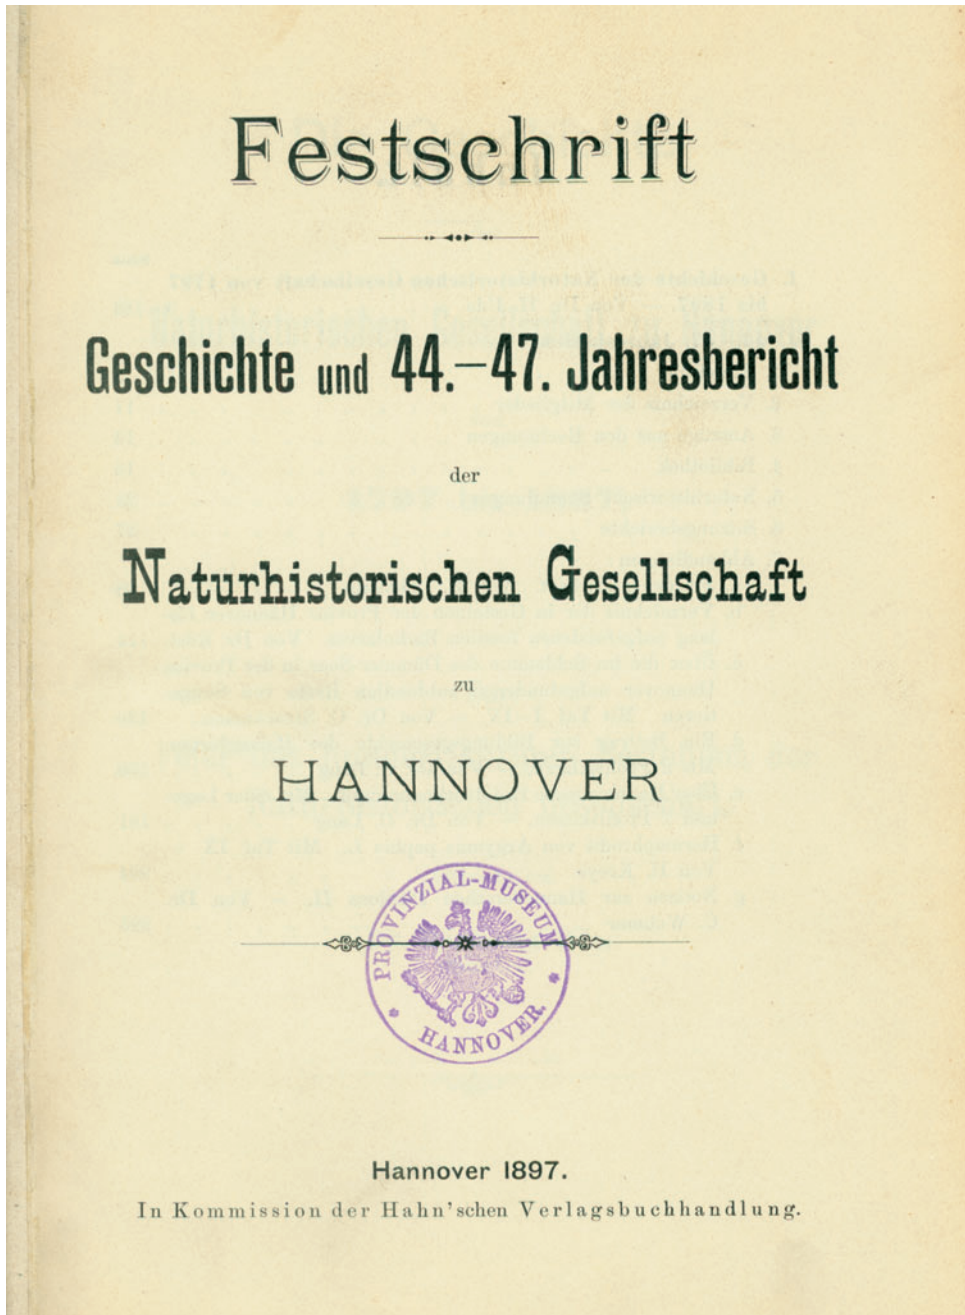 Festschrift
Geschichte und 44.–47. Jahresbericht
der
Naturhistorischen Gesellschaft
zu
HANNOVER
PROVINZIAL-MUSEUM
* HANNOVER. *
Hannover 1897.
In Kommission der Hahn'schen Verlagsbuchhandlung.